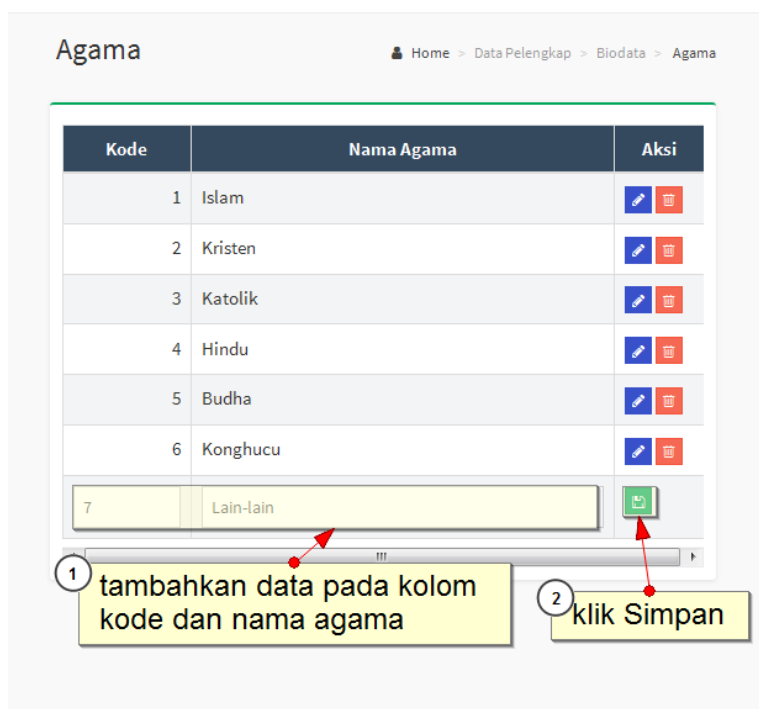 Agama
Home > Data Pelengkap > Biodata > Agama
Kode Nama Agama Aksi
1 Islam
2 Kristen
3 Katolik
4 Hindu
5 Budha
6 Konghucu
7 Lain-lain
1 tambahkan data pada kolom
kode dan nama agama
2 klik Simpan